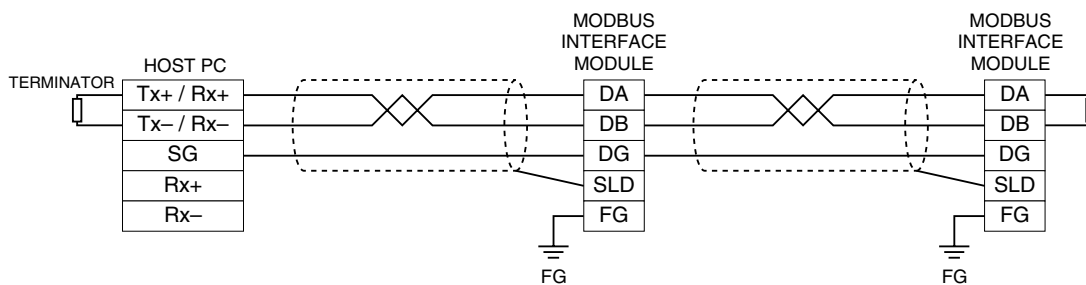 TERMINATOR
HOST PC
Tx+ / Rx+
Tx– / Rx–
SG
Rx+
Rx–
MODBUS
INTERFACE
MODULE
DA
DB
DG
SLD
FG
FG
MODBUS
INTERFACE
MODULE
DA
DB
DG
SLD
FG
FG